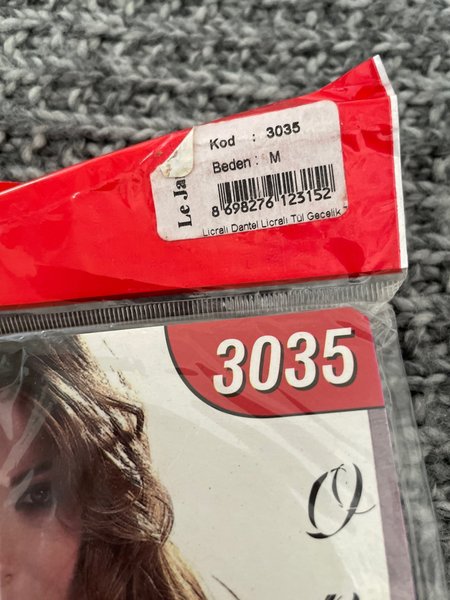 Le Ja
Kod : 3035
Beden : M
8 698276 123152
Licralı Dantel Licralı Tül Gecelik
3035